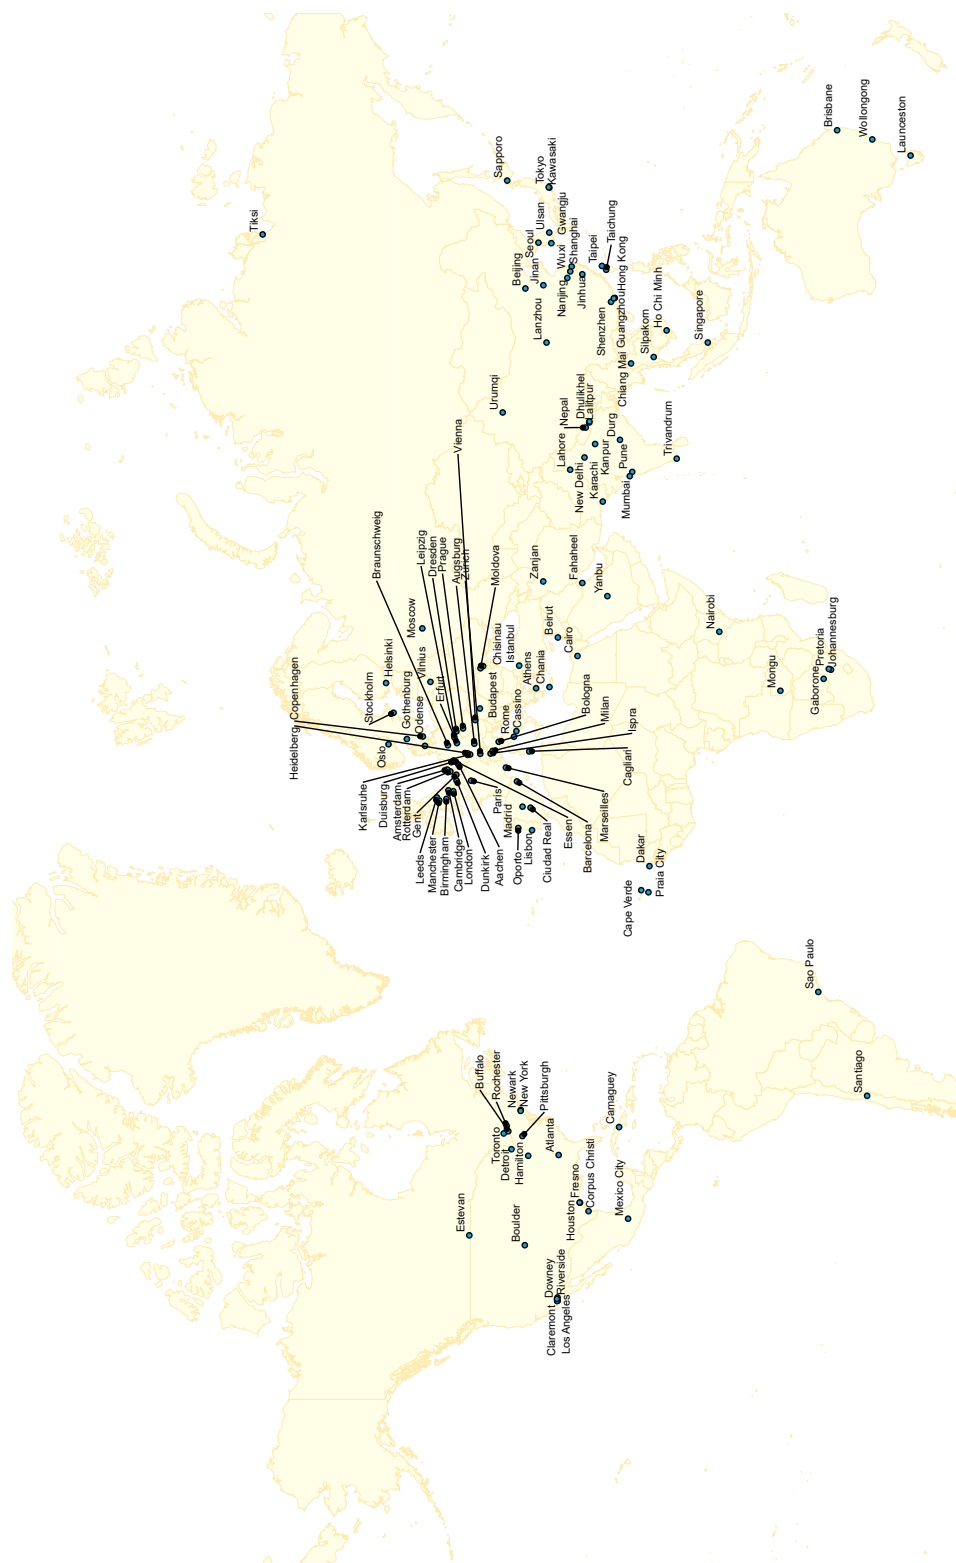 Estevan
Boulder
Claremont
Downey
Los Angeles
Riverside
Houston
Fresno
Corpus Christi
Mexico City
Camaguey
Atlanta
Hamilton
Detroit
Toronto
Buffalo
Rochester
Newark
New York
Pittsburgh
Santiago
Sao Paulo
Cape Verde
Praia City
Dakar
Heidelberg
Copenhagen
Stockholm
Helsinki
Oslo
Gothenburg
Odense
Vilnius
Moscow
Erfurt
Braunschweig
Leipzig
Dresden
Prague
Augsburg
Zurich
Vienna
Moldova
Chisinau
Istanbul
Budapest
Athens
Chania
Rome
Cassino
Bologna
Milan
Ispra
Cagliari
Marseilles
Barcelona
Essen
Ciudad Real
Lisbon
Oporto
Madrid
Paris
Aachen
Dunkirk
London
Cambridge
Birmingham
Manchester
Leeds
Gent
Rotterdam
Amsterdam
Duisburg
Karlsruhe
Beirut
Cairo
Zanjan
Fahaheel
Yanbu
Nairobi
Mongu
Gaborone
Pretoria
Johannesburg
Tiksi
Urumqi
Lahore
New Delhi
Karachi
Nepal
Dhulikhel
Lalitpur
Kanpur
Durg
Pune
Mumbai
Trivandrum
Lanzhou
Beijing
Jinan
Seoul
Ulsan
Gwangju
Sapporo
Tokyo
Kawasaki
Nanjing
Wuxi
Shanghai
Jinhua
Taipei
Taichung
Shenzhen
Guangzhou
Hong Kong
Chiang Mai
Silpakorn
Ho Chi Minh
Singapore
Brisbane
Wollongong
Launceston